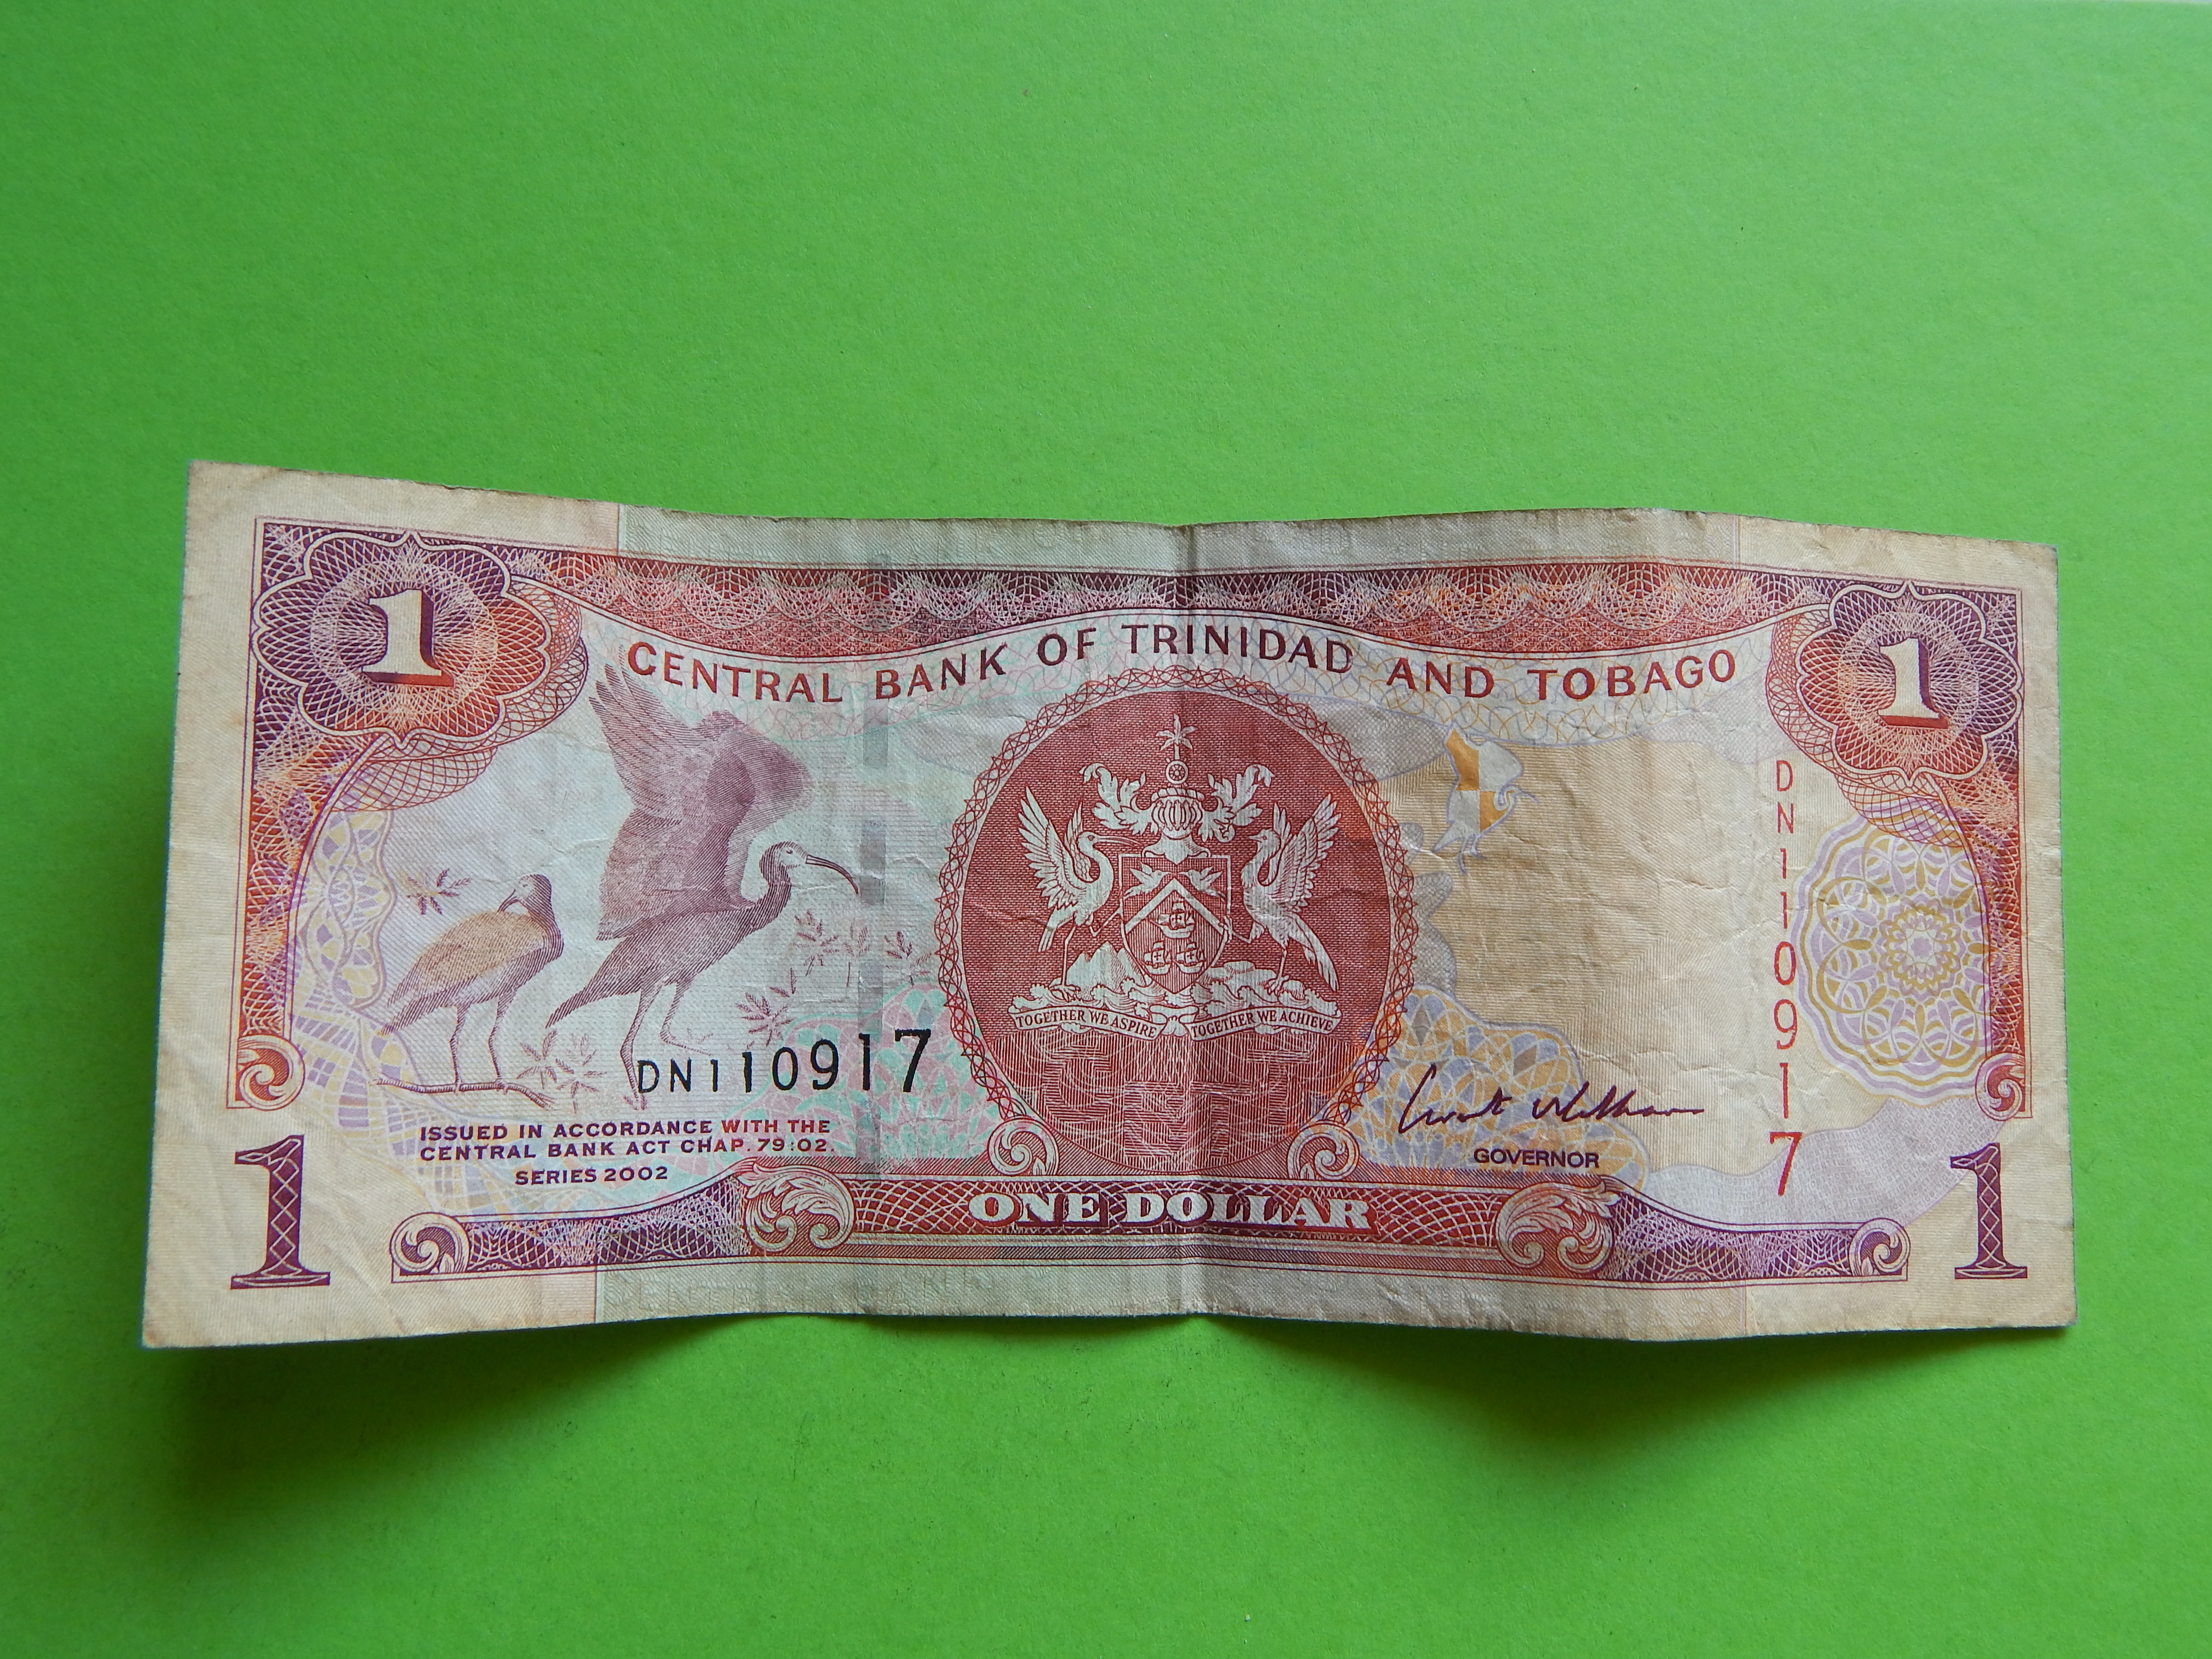 1
1
CENTRAL BANK OF TRINIDAD AND TOBAGO
DN110917
TOGETHER WE ASPIRE TOGETHER WE ACHIEVE
DN110917
ISSUED IN ACCORDANCE WITH THE
CENTRAL BANK ACT CHAP. 79:02.
SERIES 2002
GOVERNOR
1
ONE DOLLAR
1